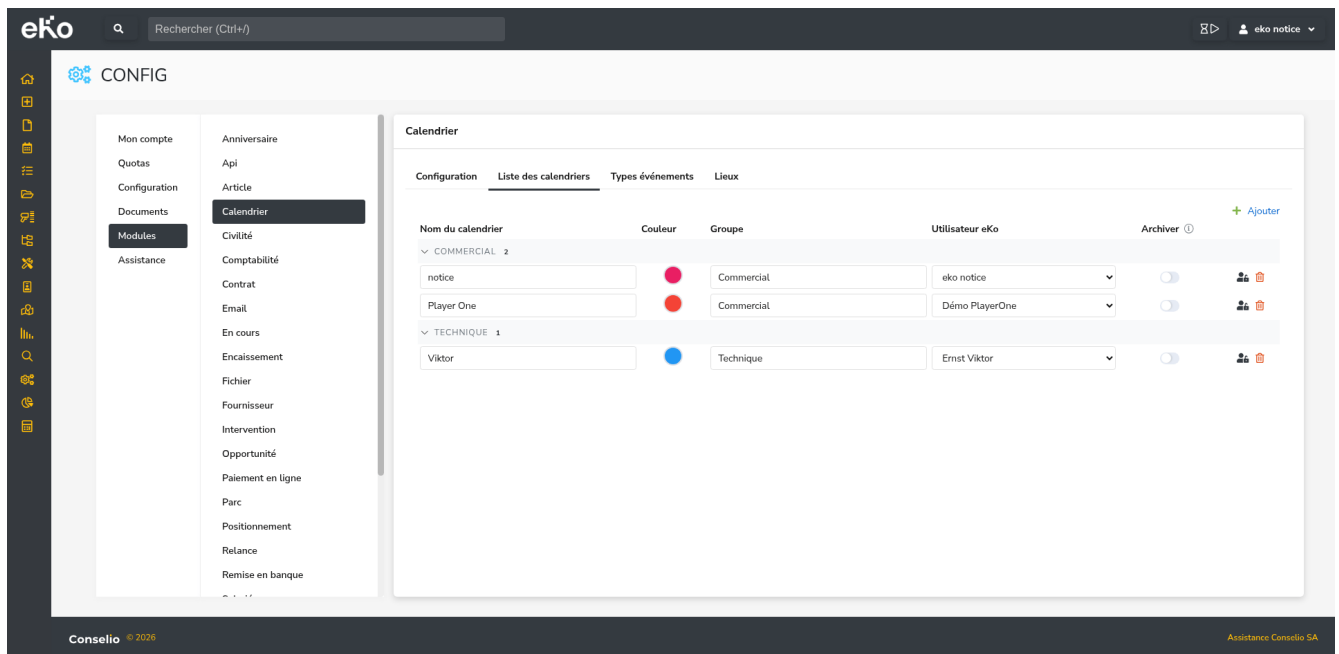 eko
Rechercher (Ctrl+/)
eko notice
CONFIG
Mon compte
Quotas
Configuration
Documents
Modules
Assistance
Anniversaire
Api
Article
Calendrier
Civilité
Comptabilité
Contrat
Email
En cours
Encaissement
Fichier
Fournisseur
Intervention
Opportunité
Paiement en ligne
Parc
Positionnement
Relance
Remise en banque
Calendrier
Configuration Liste des calendriers Types événements Lieux
+ Ajouter
Nom du calendrier Couleur Groupe Utilisateur eKo Archiver
COMMERCIAL 2
notice Commercial eko notice
Player One Commercial Démo PlayerOne
TECHNIQUE 1
Viktor Technique Ernst Viktor
Conselio © 2026
Assistance Conselio SA